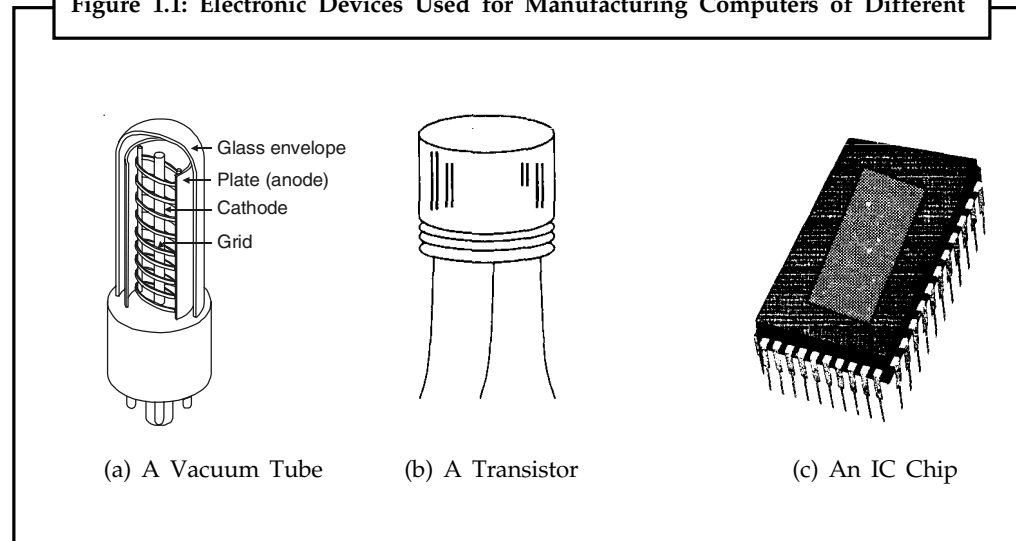 Figure 1.1: Electronic Devices Used for Manufacturing Computers of Different
Glass envelope
Plate (anode)
Cathode
Grid
(a) A Vacuum Tube
(b) A Transistor
(c) An IC Chip